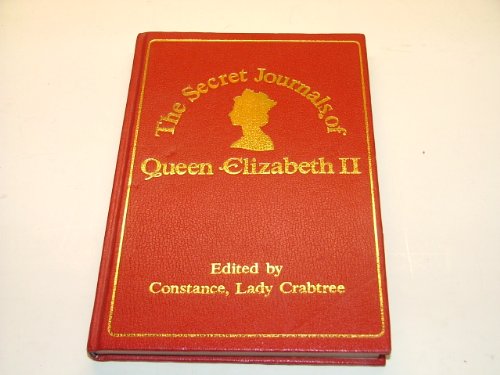 The Secret Journals of
Queen Elizabeth II
Edited by
Constance, Lady Crabtree